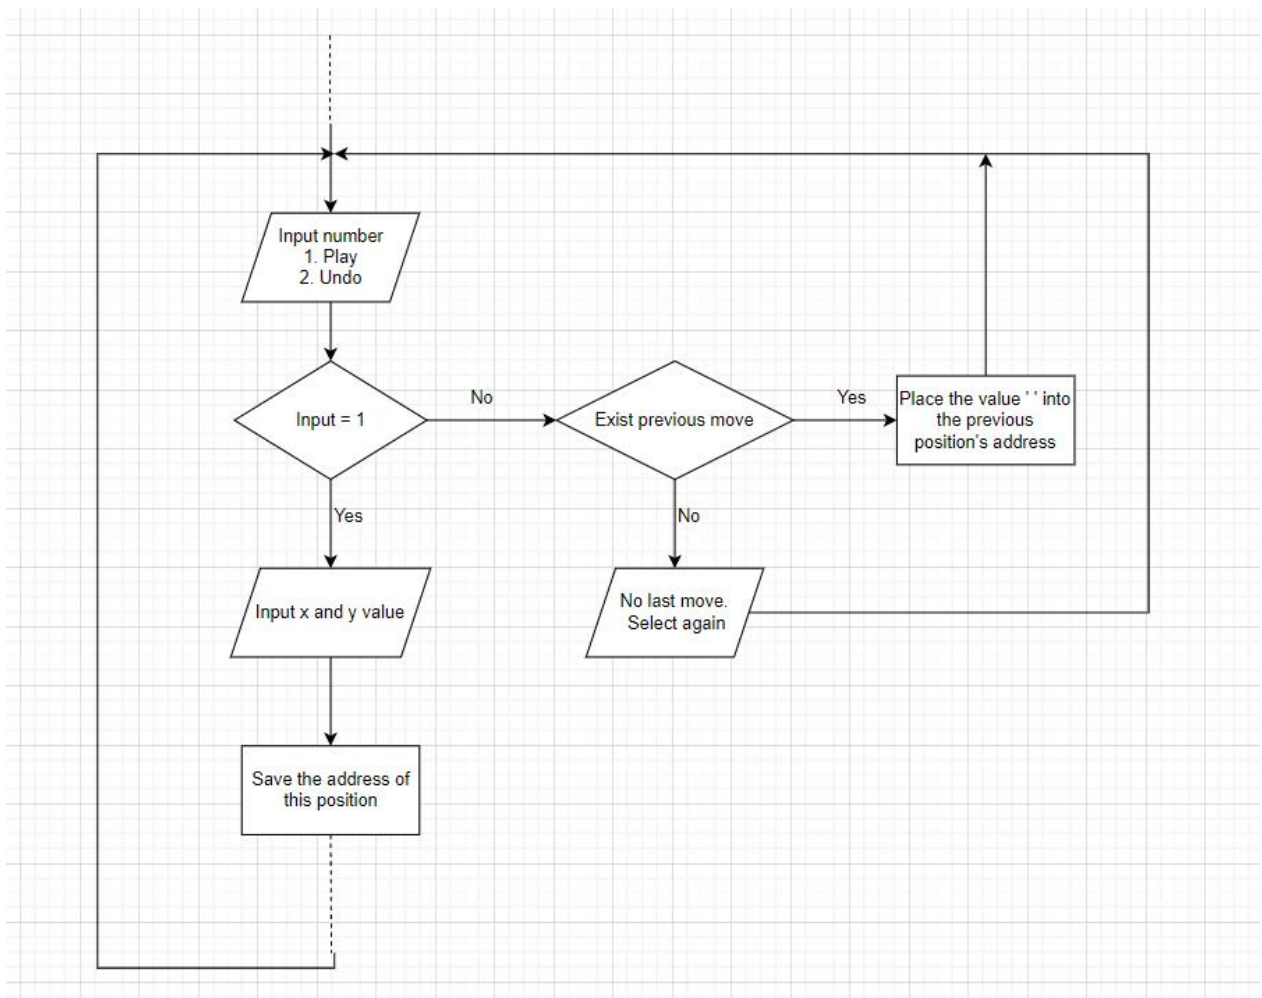 Input number
1. Play
2. Undo
Input = 1
No
Exist previous move
Yes
Place the value ' ' into
the previous
position's address
Yes
No
Input x and y value
No last move.
Select again
Save the address of
this position